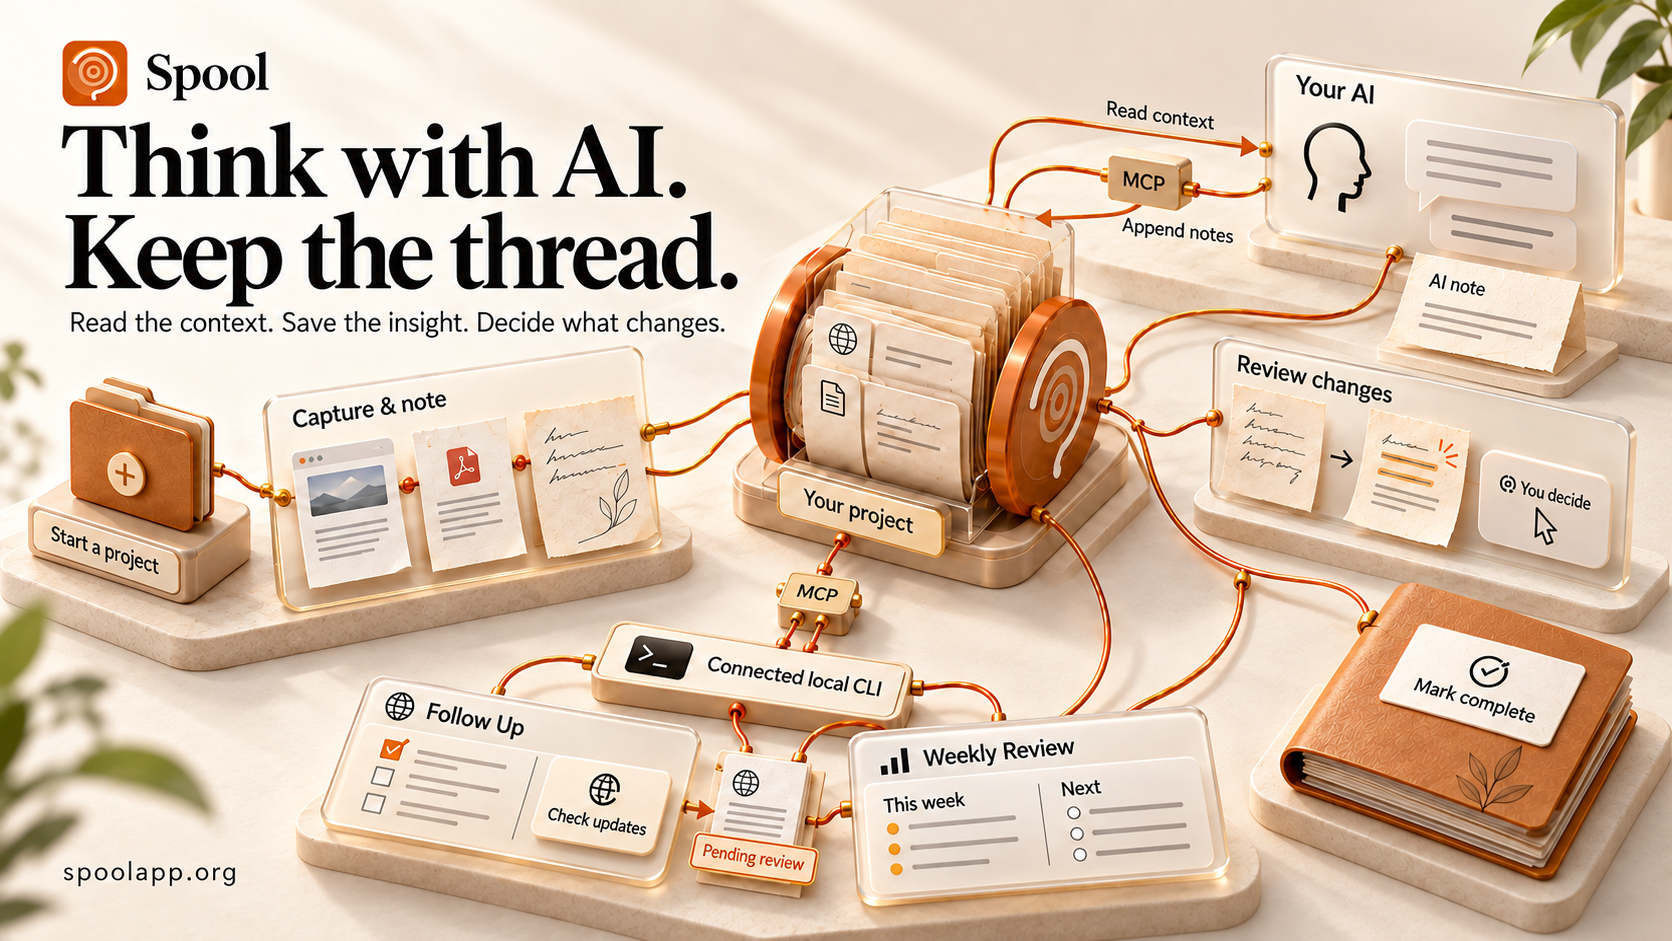 Spool
Think with AI.
Keep the thread.
Read the context. Save the insight. Decide what changes.
Start a project
Capture & note
Your project
Read context
MCP
Append notes
Your AI
AI note
Review changes
You decide
Mark complete
MCP
>_ Connected local CLI
Follow Up
Check updates
Pending review
Weekly Review
This week
Next
spoolapp.org